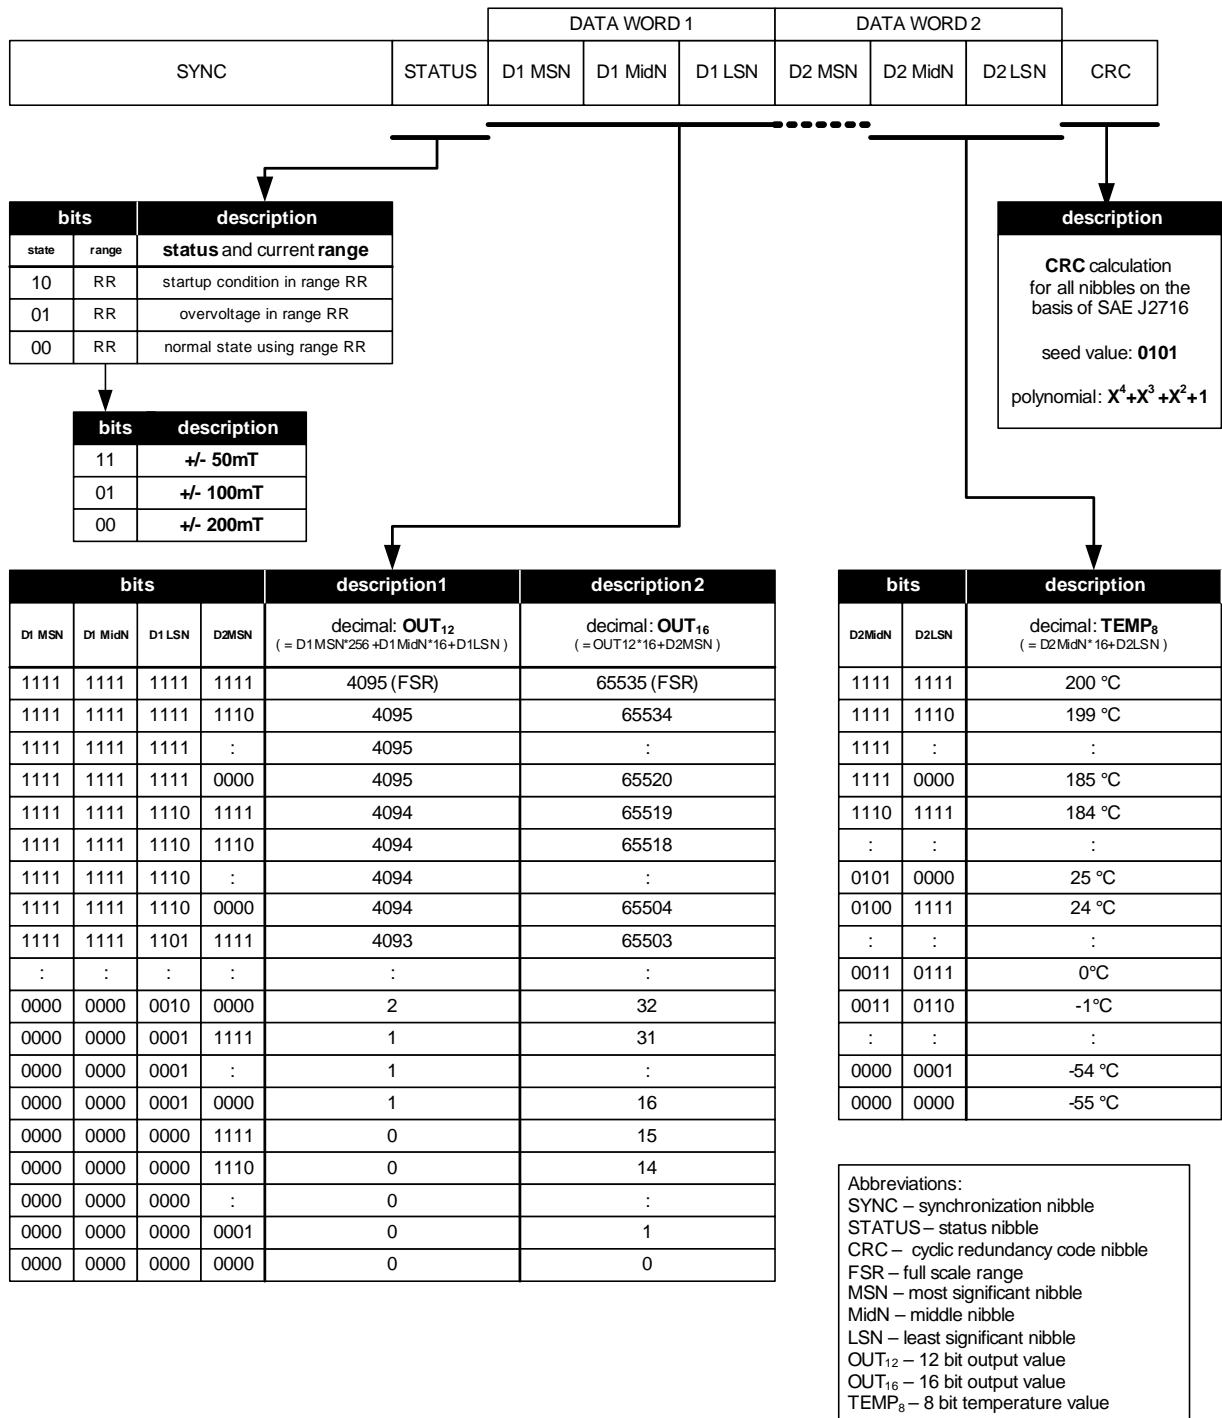 DATA WORD 1 DATA WORD 2
SYNC STATUS D1 MSN D1 MidN D1 LSN D2 MSN D2 MidN D2 LSN CRC
bits description
state range status and current range
10 RR startup condition in range RR
01 RR overvoltage in range RR
00 RR normal state using range RR
bits description
11 +/- 50mT
01 +/- 100mT
00 +/- 200mT
description
CRC calculation
for all nibbles on the
basis of SAE J2716
seed value: 0101
polynomial: X⁴+X³+X²+1
bits description1 description2
D1 MSN D1 MidN D1 LSN D2MSN decimal: OUT₁₂ decimal: OUT₁₆
( = D1MSN*256+D1MidN*16+D1LSN ) ( =OUT12*16+D2MSN )
1111 1111 1111 1111 4095 (FSR) 65535 (FSR)
1111 1111 1111 1110 4095 65534
1111 1111 1111 : 4095 :
1111 1111 1111 0000 4095 65520
1111 1111 1110 1111 4094 65519
1111 1111 1110 1110 4094 65518
1111 1111 1110 : 4094 :
1111 1111 1110 0000 4094 65504
1111 1111 1101 1111 4093 65503
: : : : : :
0000 0000 0010 0000 2 32
0000 0000 0001 1111 1 31
0000 0000 0001 : 1 :
0000 0000 0001 0000 1 16
0000 0000 0000 1111 0 15
0000 0000 0000 1110 0 14
0000 0000 0000 : 0 :
0000 0000 0000 0001 0 1
0000 0000 0000 0000 0 0
bits description
D2MidN D2LSN decimal: TEMP₈
( = D2MidN*16+D2LSN )
1111 1111 200 °C
1111 1110 199 °C
1111 : :
1111 0000 185 °C
1110 1111 184 °C
: : :
0101 0000 25 °C
0100 1111 24 °C
: : :
0011 0111 0°C
0011 0110 -1°C
: : :
0000 0001 -54 °C
0000 0000 -55 °C
Abbreviations:
SYNC – synchronization nibble
STATUS – status nibble
CRC – cyclic redundancy code nibble
FSR – full scale range
MSN – most significant nibble
MidN – middle nibble
LSN – least significant nibble
OUT₁₂ – 12 bit output value
OUT₁₆ – 16 bit output value
TEMP₈ – 8 bit temperature value